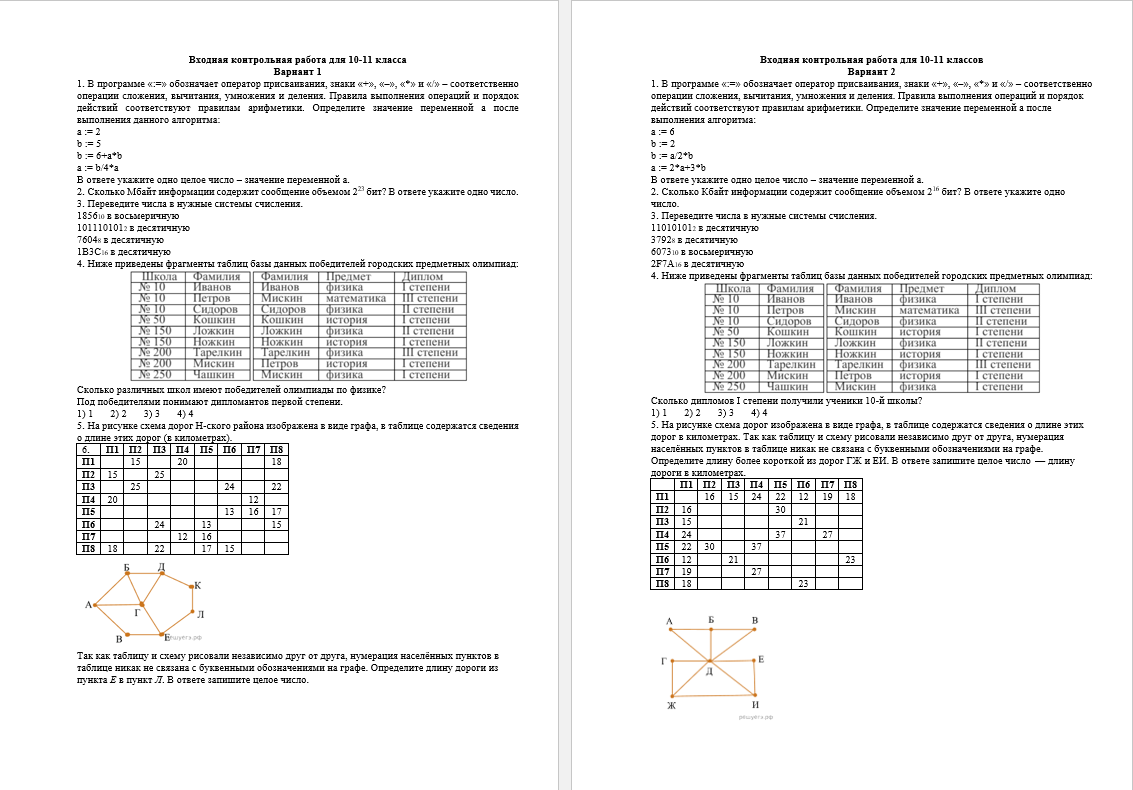 Входная контрольная работа для 10-11 класса
Вариант 1
1. В программе «:=» обозначает оператор присваивания, знаки «+», «–», «*» и «/» – соответственно
операции сложения, вычитания, умножения и деления. Правила выполнения операций и порядок
действий соответствуют правилам арифметики. Определите значение переменной a после
выполнения данного алгоритма:
a := 2
b := 5
b := 6+a*b
a := b/4*a
В ответе укажите одно целое число – значение переменной a.
2. Сколько Мбайт информации содержит сообщение объемом 2²³ бит? В ответе укажите одно число.
3. Переведите числа в нужные системы счисления.
1856₁₀ в восьмеричную
101110101₂ в десятичную
7604₈ в десятичную
1B3C₁₆ в десятичную
4. Ниже приведены фрагменты таблиц базы данных победителей городских предметных олимпиад:
Школа Фамилия Фамилия Предмет Диплом
№ 10 Иванов Иванов физика I степени
№ 10 Петров Мискин математика III степени
№ 10 Сидоров Сидоров физика II степени
№ 50 Кошкин Кошкин история I степени
№ 150 Ложкин Ложкин физика II степени
№ 150 Ножкин Ножкин история I степени
№ 200 Тарелкин Тарелкин физика III степени
№ 200 Мискин Петров история I степени
№ 250 Чашкин Мискин физика I степени
Сколько различных школ имеют победителей олимпиады по физике?
Под победителями понимают дипломантов первой степени.
1) 1 2) 2 3) 3 4) 4
5. На рисунке схема дорог Н-ского района изображена в виде графа, в таблице содержатся сведения
о длине этих дорог (в километрах).
6. П1 П2 П3 П4 П5 П6 П7 П8
П1 15 20 18
П2 15 25
П3 25 24 22
П4 20 12
П5 13 16 17
П6 24 13 15
П7 12 16
П8 18 22 17 15
Б Д
К
А
Г Л
В Е
решуегэ.рф
Так как таблицу и схему рисовали независимо друг от друга, нумерация населённых пунктов в
таблице никак не связана с буквенными обозначениями на графе. Определите длину дороги из
пункта Е в пункт Л. В ответе запишите целое число.
Входная контрольная работа для 10-11 классов
Вариант 2
1. В программе «:=» обозначает оператор присваивания, знаки «+», «–», «*» и «/» – соответственно
операции сложения, вычитания, умножения и деления. Правила выполнения операций и порядок
действий соответствуют правилам арифметики. Определите значение переменной a после
выполнения алгоритма:
a := 6
b := 2
b := a/2*b
a := 2*a+3*b
В ответе укажите одно целое число – значение переменной a.
2. Сколько Кбайт информации содержит сообщение объемом 2¹⁶ бит? В ответе укажите одно
число.
3. Переведите числа в нужные системы счисления.
11010101₂ в десятичную
3792₈ в десятичную
6073₁₀ в восьмеричную
2F7A₁₆ в десятичную
4. Ниже приведены фрагменты таблиц базы данных победителей городских предметных олимпиад:
Школа Фамилия Фамилия Предмет Диплом
№ 10 Иванов Иванов физика I степени
№ 10 Петров Мискин математика III степени
№ 10 Сидоров Сидоров физика II степени
№ 50 Кошкин Кошкин история I степени
№ 150 Ложкин Ложкин физика II степени
№ 150 Ножкин Ножкин история I степени
№ 200 Тарелкин Тарелкин физика III степени
№ 200 Мискин Петров история I степени
№ 250 Чашкин Мискин физика I степени
Сколько дипломов I степени получили ученики 10-й школы?
1) 1 2) 2 3) 3 4) 4
5. На рисунке схема дорог изображена в виде графа, в таблице содержатся сведения о длине этих
дорог в километрах. Так как таблицу и схему рисовали независимо друг от друга, нумерация
населённых пунктов в таблице никак не связана с буквенными обозначениями на графе.
Определите длину более короткой из дорог ГЖ и ЕИ. В ответе запишите целое число — длину
дороги в километрах.
П1 П2 П3 П4 П5 П6 П7 П8
П1 16 15 24 22 12 19 18
П2 16 30
П3 15 21
П4 24 37 27
П5 22 30 37
П6 12 21 23
П7 19 27
П8 18 23
А Б В
Г Е
Д
Ж И
решуегэ.рф